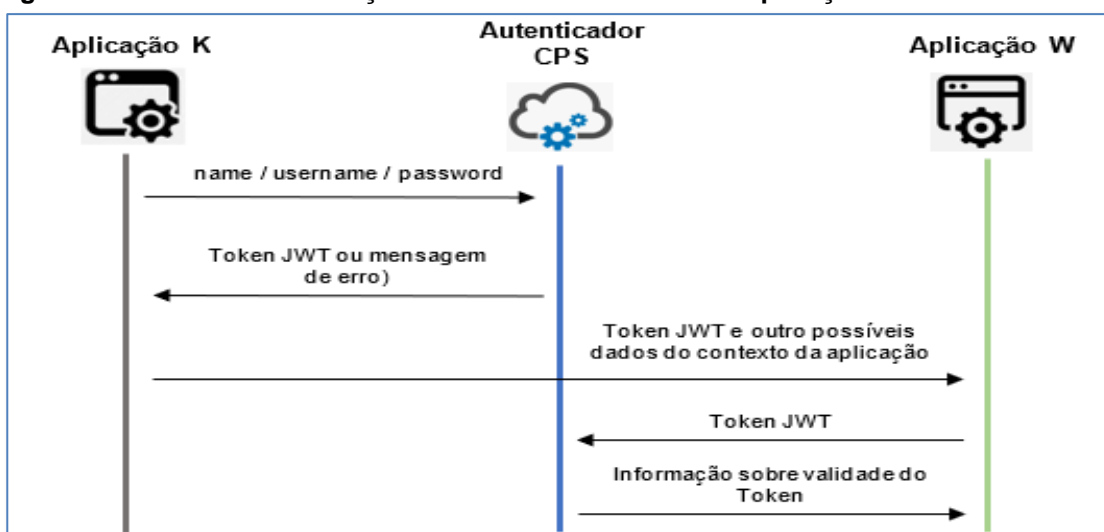 Aplicação K
Autenticador
CPS
Aplicação W
name / username / password
Token JWT ou mensagem
de erro)
Token JWT e outro possíveis
dados do contexto da aplicação
Token JWT
Informação sobre validade do
Token